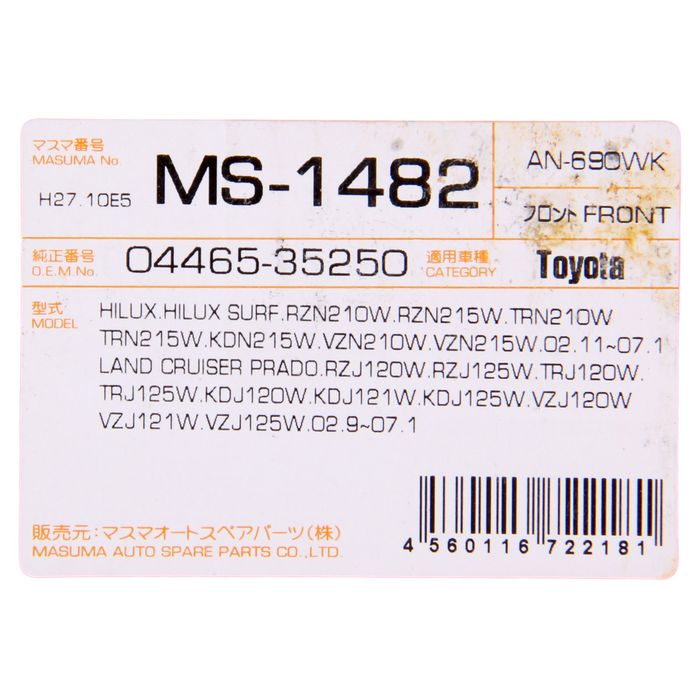 マスマ番号
MASUMA No.
MS-1482
AN-690WK
H27.10E5
フロント FRONT
純正番号
O.E.M.No.
04465-35250
適用車種
CATEGORY
Toyota
型式
MODEL
HILUX.HILUX SURF.RZN210W.RZN215W.TRN210W
TRN215W.KDN215W.VZN210W.VZN215W.02.11~07.1
LAND CRUISER PRADO.RZJ120W.RZJ125W.TRJ120W.
TRJ125W.KDJ120W.KDJ121W.KDJ125W.VZJ120W
VZJ121W.VZJ125W.02.9~07.1
販売元:マスマオートスペアパーツ(株)
MASUMA AUTO SPARE PARTS CO.,LTD.
4 560116 722181